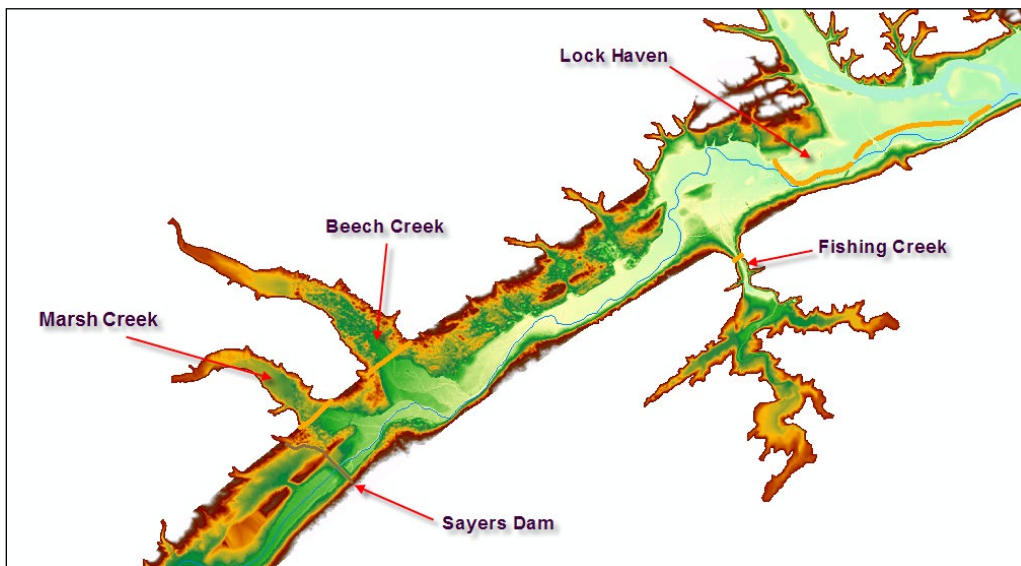 Lock Haven
Beech Creek
Fishing Creek
Marsh Creek
Sayers Dam